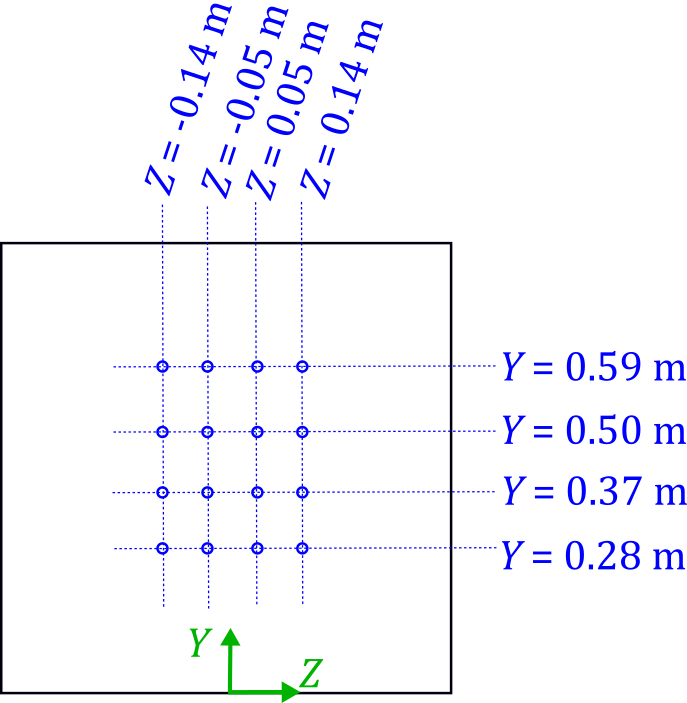 Z = -0.14 m
Z = -0.05 m
Z = 0.05 m
Z = 0.14 m
Y = 0.59 m
Y = 0.50 m
Y = 0.37 m
Y = 0.28 m
Y
Z